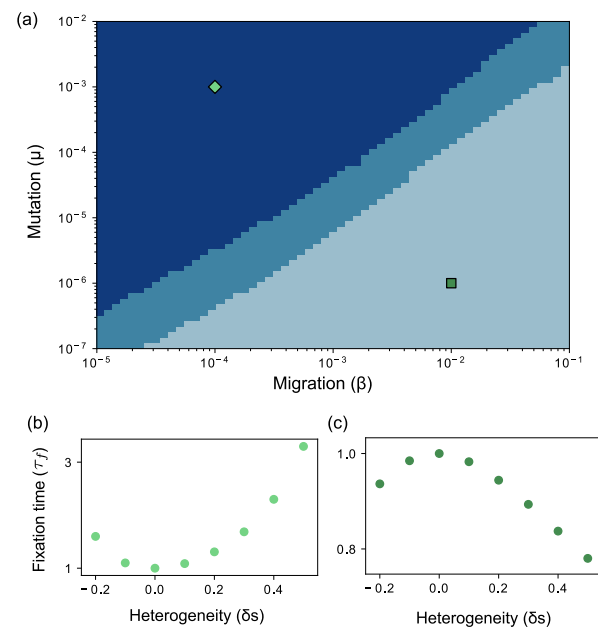 (a)
Mutation (μ)
10⁻²
10⁻³
10⁻⁴
10⁻⁵
10⁻⁶
10⁻⁷
10⁻⁵ 10⁻⁴ 10⁻³ 10⁻² 10⁻¹
Migration (β)
(b)
Fixation time (τf)
3
1
−0.2 0.0 0.2 0.4
Heterogeneity (δs)
(c)
1.0
0.8
−0.2 0.0 0.2 0.4
Heterogeneity (δs)